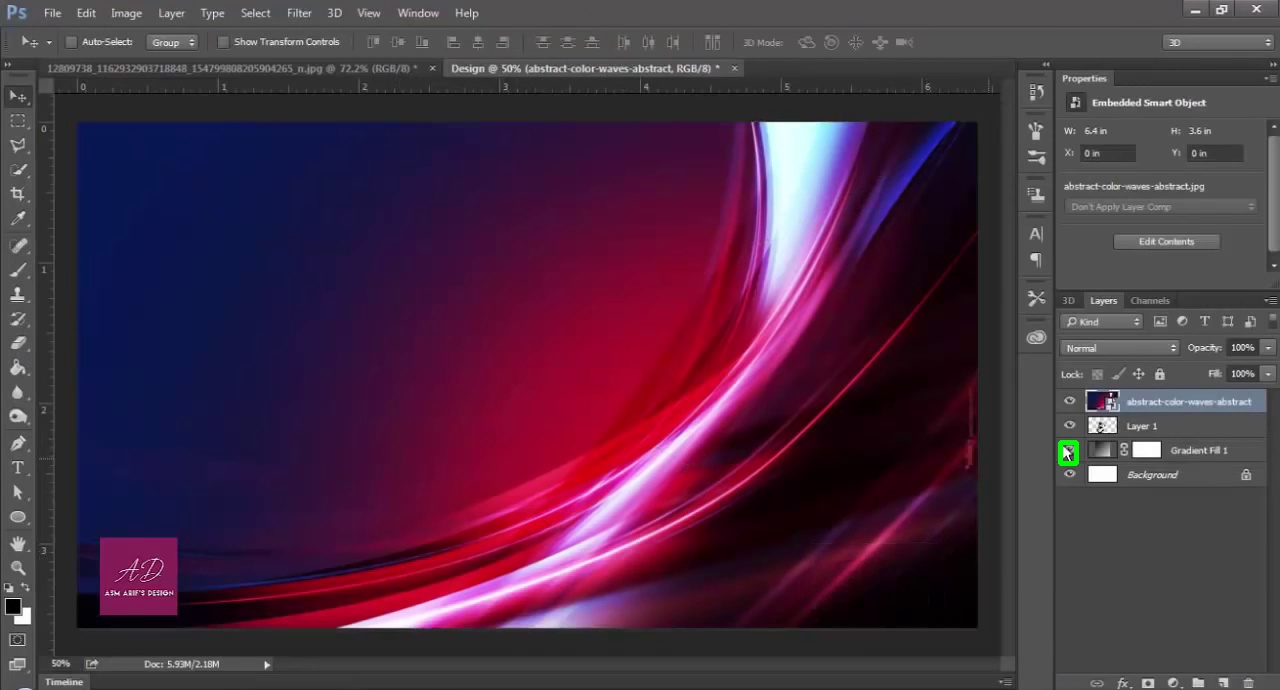 Ps File Edit Image Layer Type Select Filter 3D View Window Help
Auto-Select: Group Show Transform Controls 3D Mode: 3D
12809738_1162932903718848_154799808205904265_n.jpg @ 72.2% (RGB/8) * × Design @ 50% (abstract-color-waves-abstract, RGB/8) * ×
0 1 2 3 4 5 6
0
1
2
3
AD
ASM ARIF'S DESIGN
50% Doc: 5.93M/2.18M
Timeline
Properties
Embedded Smart Object
W: 6.4 in H: 3.6 in
X: 0 in Y: 0 in
abstract-color-waves-abstract.jpg
Don't Apply Layer Comp
Edit Contents
3D Layers Channels
Kind
Normal Opacity: 100%
Lock: Fill: 100%
abstract-color-waves-abstract
Layer 1
Gradient Fill 1
Background